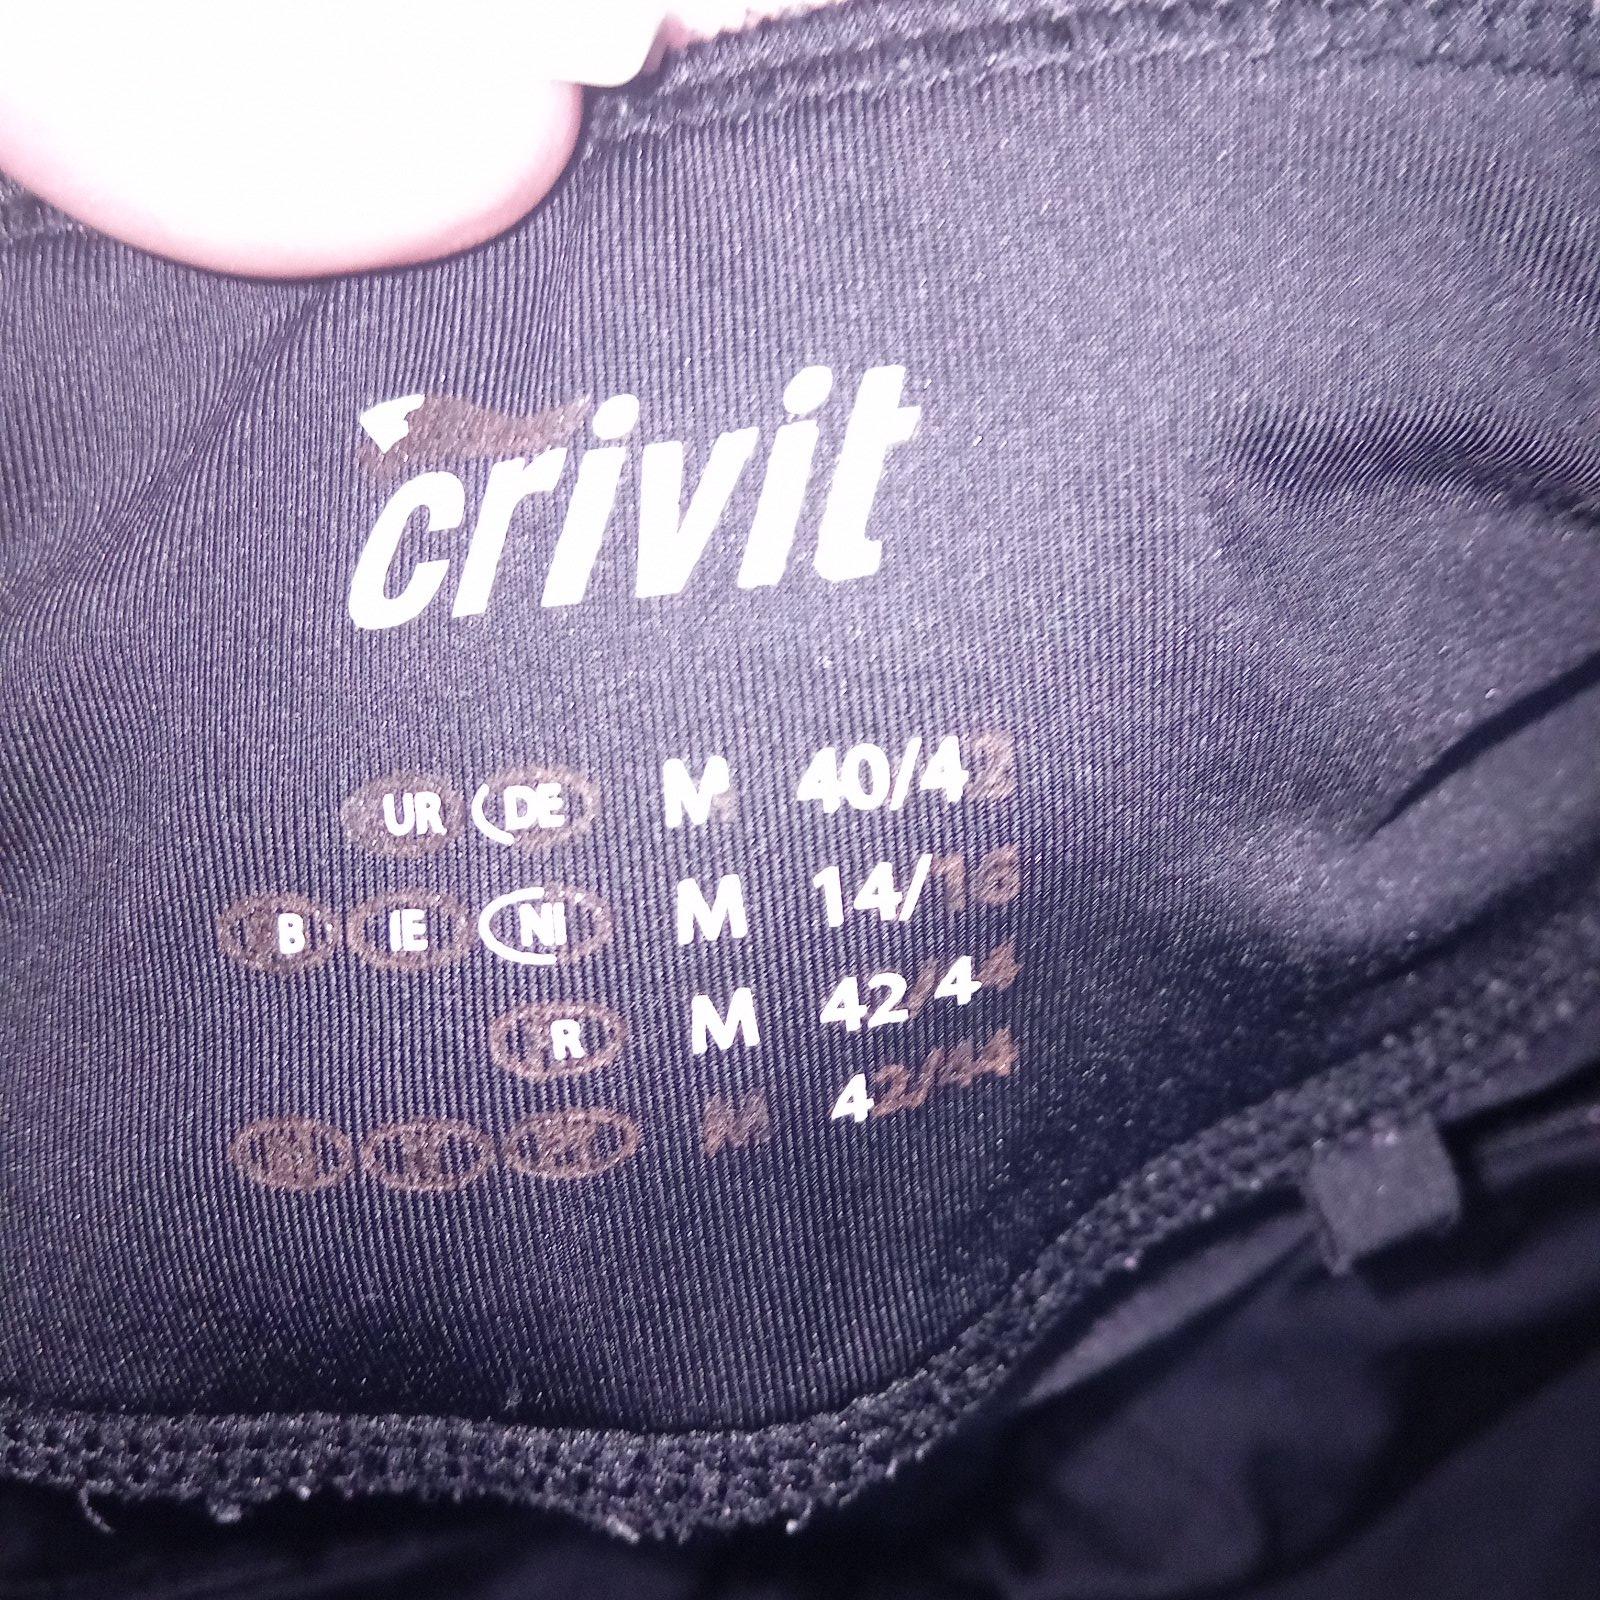 crivit
UR DE M 40/42
B IE NI M 14/16
R M 42/44
M 42/44